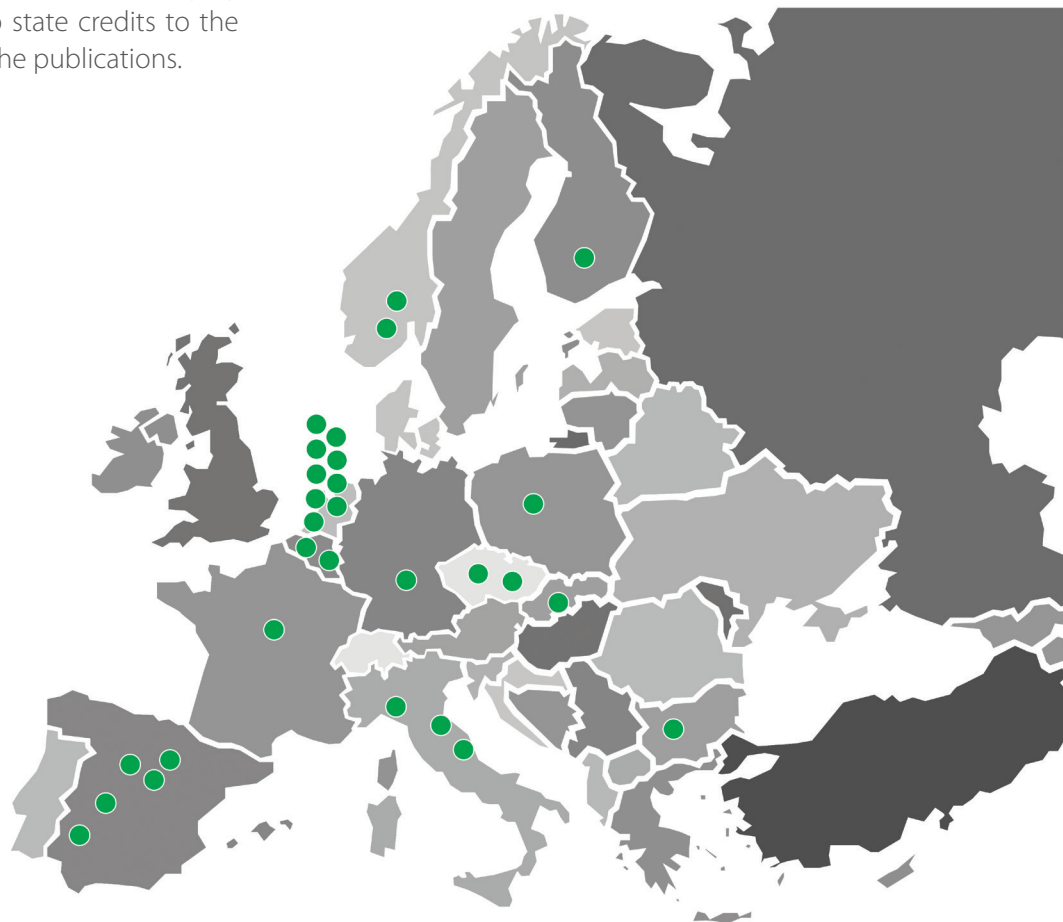 state credits to the
he publications.